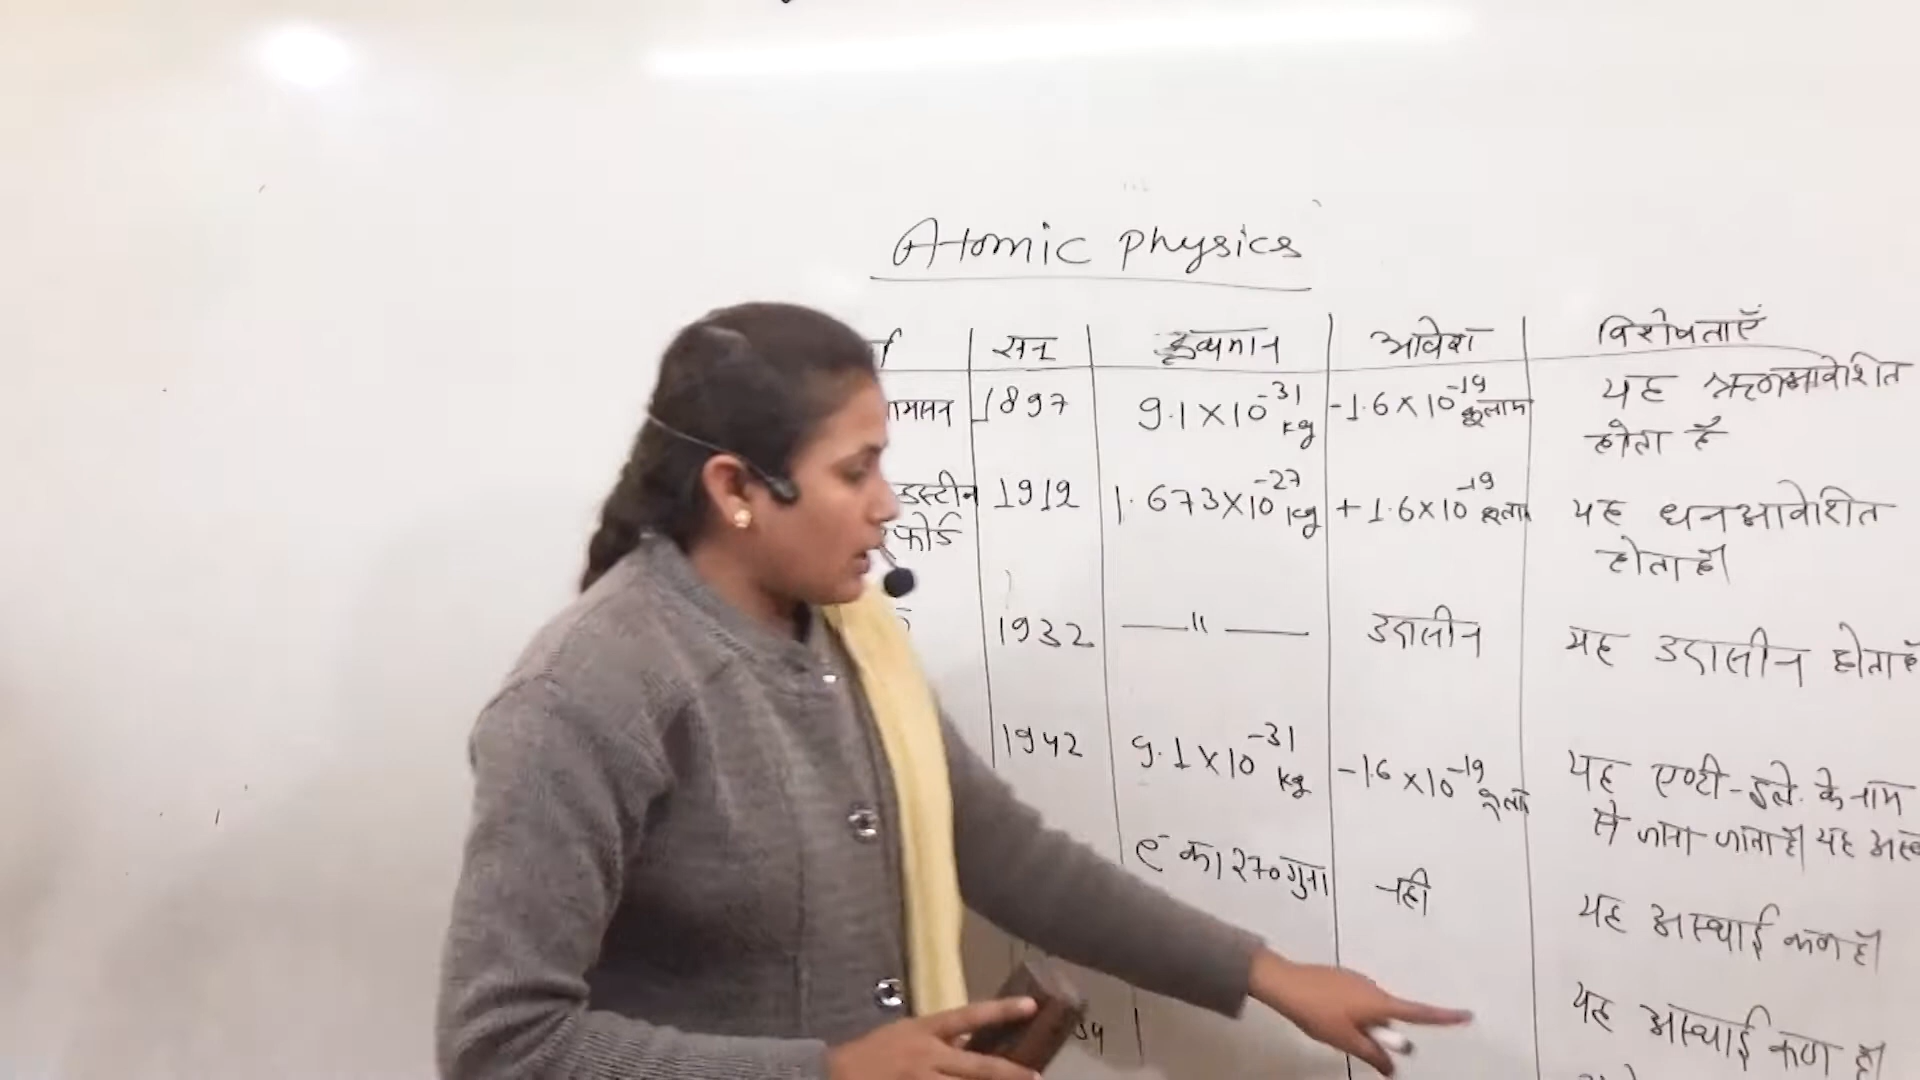 Atomic physics
सन द्रव्यमान आवेश विशेषताएँ
1897 9.1×10⁻³¹ kg -1.6×10⁻¹⁹ कूलाम यह ऋणआवेशित
होता है
डस्टीन 1919 1.673×10⁻²⁷ kg +1.6×10⁻¹⁹ यह धनआवेशित
फोर्ड होता है।
1932 —"— उदासीन यह उदासीन होता है
1942 9.1×10⁻³¹ kg -1.6×10⁻¹⁹ यह एण्टी-इले. के नाम
से जाना जाता है। यह
e⁻ का 270 गुना नही यह अस्थाई कण है।
यह अस्थाई कण है।